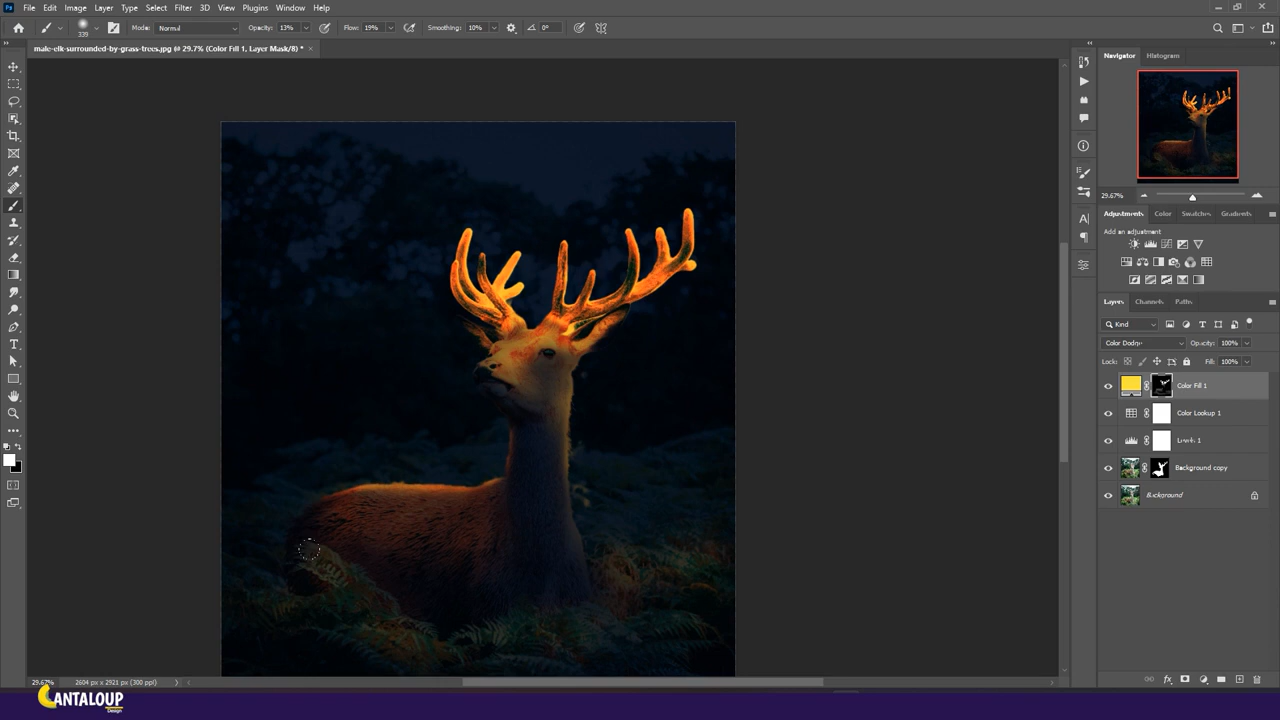 Ps File Edit Image Layer Type Select Filter 3D View Plugins Window Help
339 Mode: Normal Opacity: 13% Flow: 19% Smoothing: 10% 0°
male-elk-surrounded-by-grass-trees.jpg @ 29.7% (Color Fill 1, Layer Mask/8) * ×
Navigator Histogram
29.67%
Adjustments Color Swatches Gradients
Add an adjustment
Layers Channels Paths
Kind
Color Dodge Opacity: 100%
Lock: Fill: 100%
Color Fill 1
Color Lookup 1
Levels 1
Background copy
Background
29.67% 2604 px x 2921 px (300 ppi)
CANTALOUP
Design